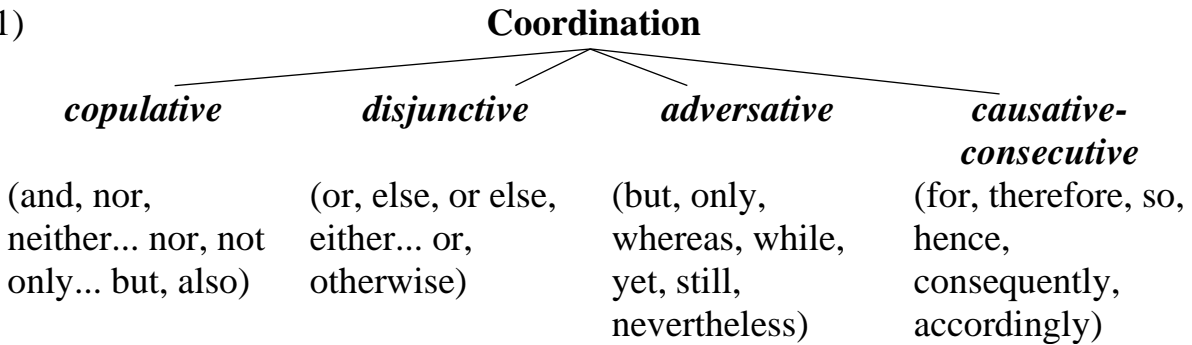 1)
Coordination
copulative
disjunctive
adversative
causative-
consecutive
(and, nor,
neither... nor, not
only... but, also)
(or, else, or else,
either... or,
otherwise)
(but, only,
whereas, while,
yet, still,
nevertheless)
(for, therefore, so,
hence,
consequently,
accordingly)